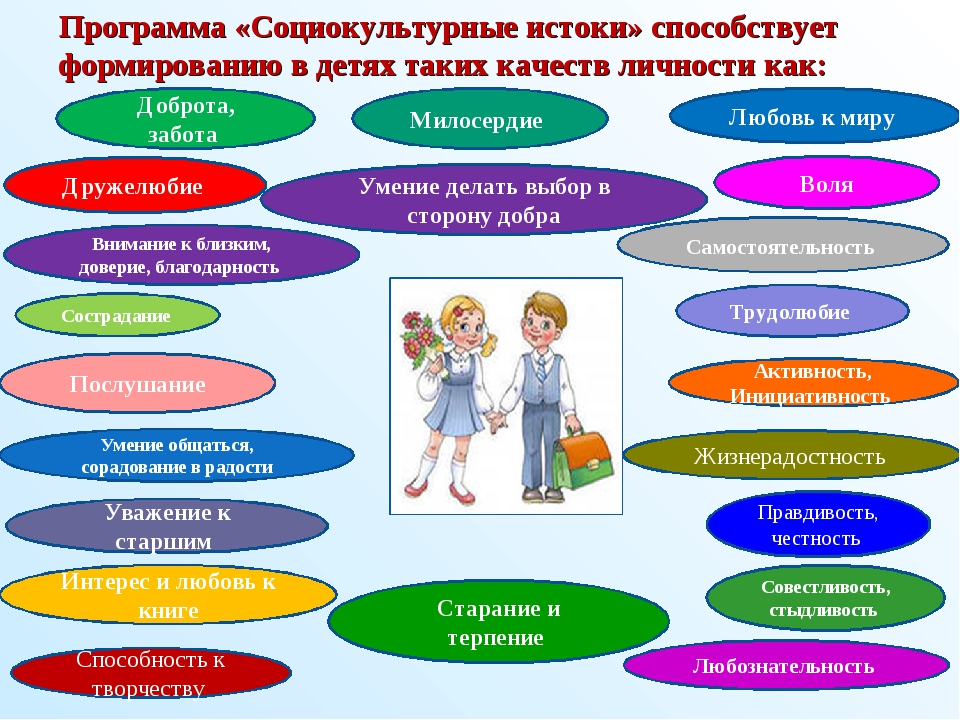 Программа «Социокультурные истоки» способствует
формированию в детях таких качеств личности как:
Доброта,
забота
Милосердие
Любовь к миру
Дружелюбие
Умение делать выбор в
сторону добра
Воля
Внимание к близким,
доверие, благодарность
Самостоятельность
Сострадание
Трудолюбие
Послушание
Активность,
Инициативность
Умение общаться,
сорадование в радости
Жизнерадостность
Уважение к
старшим
Правдивость,
честность
Интерес и любовь к
книге
Старание и
терпение
Совестливость,
стыдливость
Способность к
творчеству
Любознательность